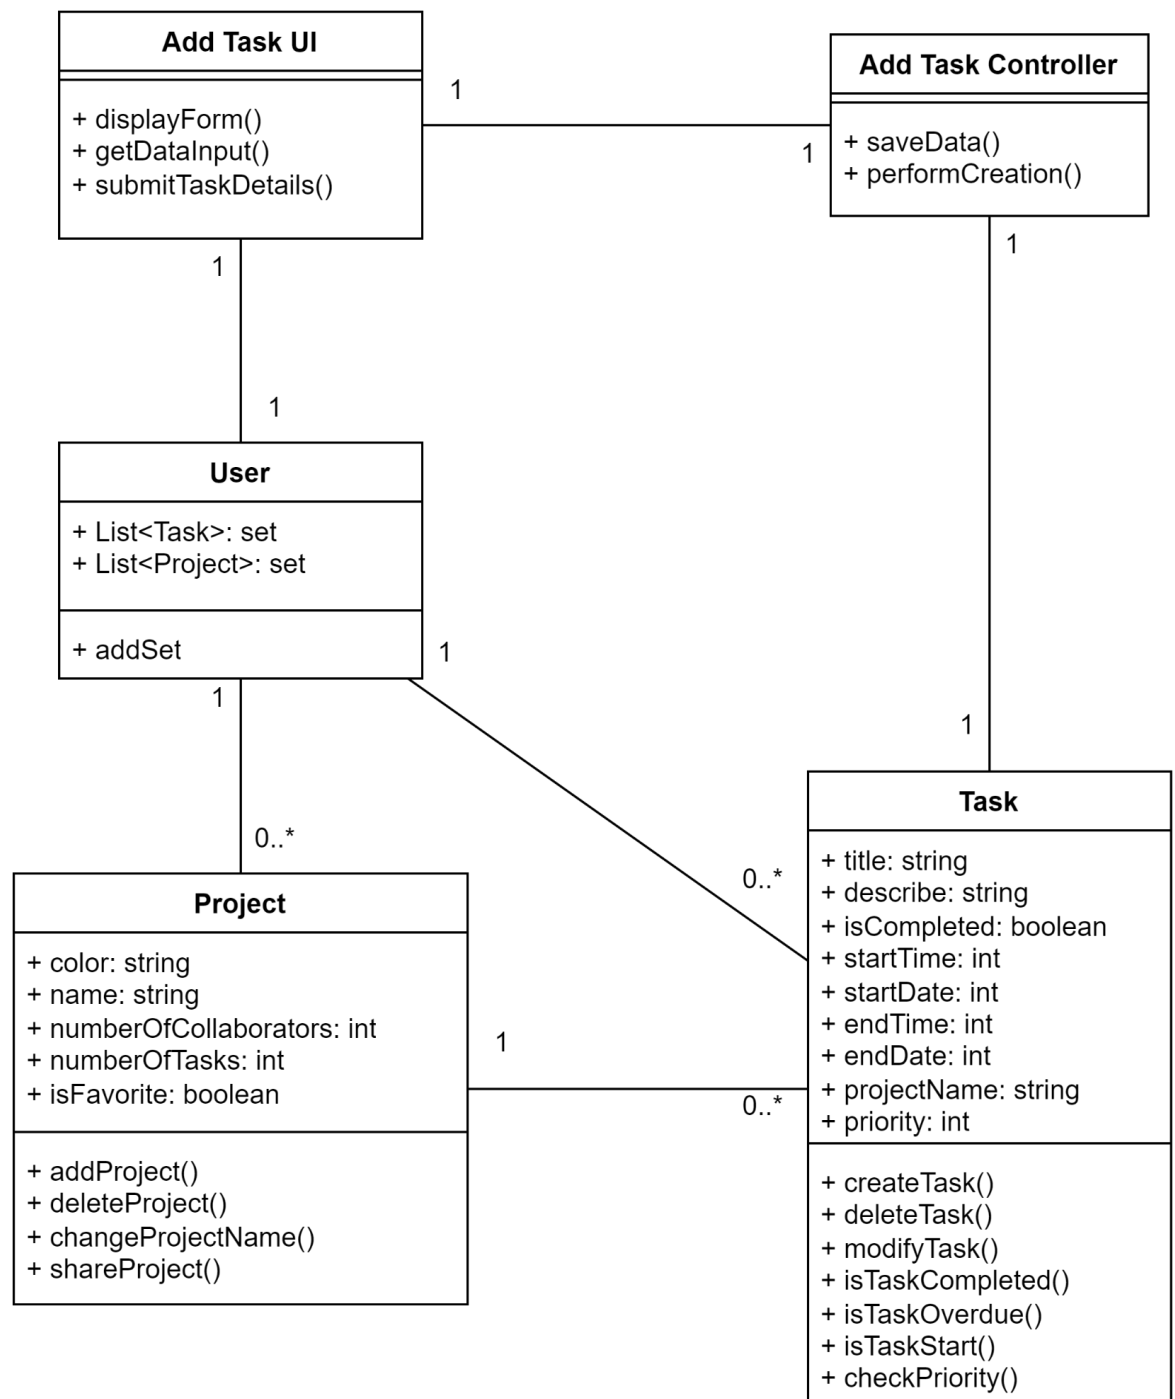 Add Task UI
+ displayForm()
+ getDataInput()
+ submitTaskDetails()
1
1
Add Task Controller
+ saveData()
+ performCreation()
1
1
1
1
User
+ List<Task>: set
+ List<Project>: set
+ addSet
1
1
0..*
0..*
Project
+ color: string
+ name: string
+ numberOfCollaborators: int
+ numberOfTasks: int
+ isFavorite: boolean
+ addProject()
+ deleteProject()
+ changeProjectName()
+ shareProject()
1
0..*
Task
+ title: string
+ describe: string
+ isCompleted: boolean
+ startTime: int
+ startDate: int
+ endTime: int
+ endDate: int
+ projectName: string
+ priority: int
+ createTask()
+ deleteTask()
+ modifyTask()
+ isTaskCompleted()
+ isTaskOverdue()
+ isTaskStart()
+ checkPriority()